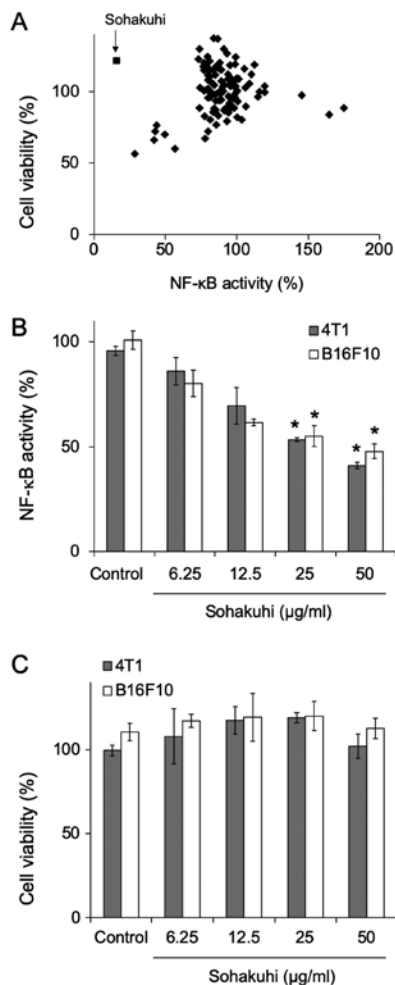 A
Sohakuhi
Cell viability (%)
100
50
0
0 50 100 150 200
NF-κB activity (%)
B
4T1
B16F10
NF-κB activity (%)
100
50
0
* *
* *
Control 6.25 12.5 25 50
Sohakuhi (μg/ml)
C
4T1
B16F10
Cell viability (%)
100
50
0
Control 6.25 12.5 25 50
Sohakuhi (μg/ml)